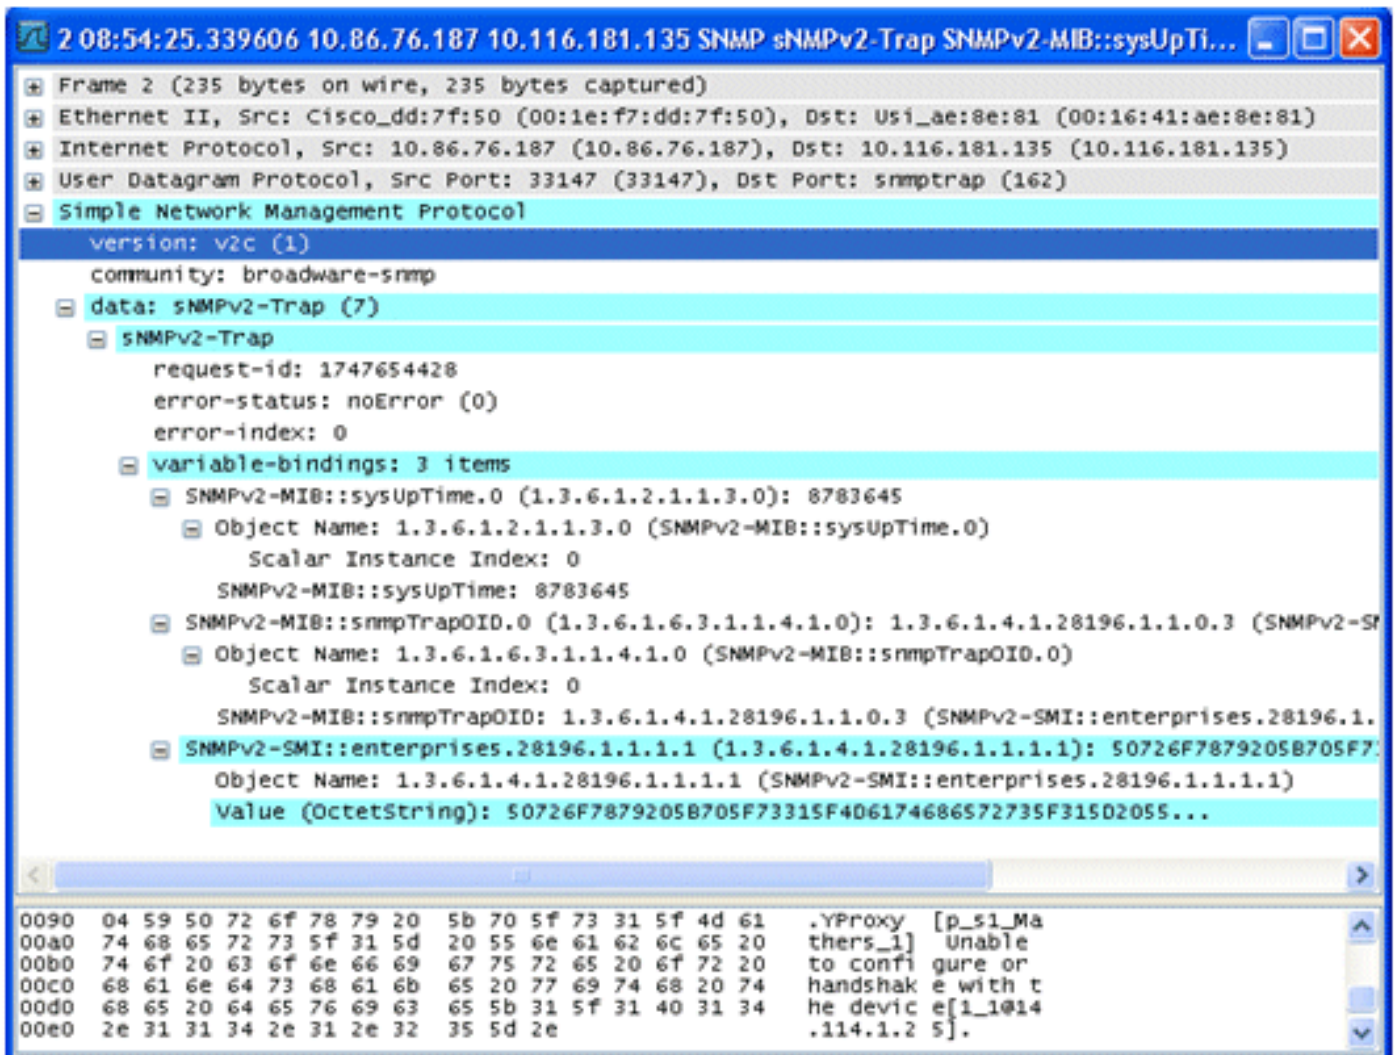 2 08:54:25.339606 10.86.76.187 10.116.181.135 SNMP sNMPv2-Trap SNMPv2-MIB::sysUpTi...
Frame 2 (235 bytes on wire, 235 bytes captured)
Ethernet II, Src: Cisco_dd:7f:50 (00:1e:f7:dd:7f:50), Dst: Usi_ae:8e:81 (00:16:41:ae:8e:81)
Internet Protocol, Src: 10.86.76.187 (10.86.76.187), Dst: 10.116.181.135 (10.116.181.135)
User Datagram Protocol, Src Port: 33147 (33147), Dst Port: snmptrap (162)
Simple Network Management Protocol
version: v2c (1)
community: broadware-snmp
data: sNMPv2-Trap (7)
sNMPv2-Trap
request-id: 1747654428
error-status: noError (0)
error-index: 0
variable-bindings: 3 items
SNMPv2-MIB::sysUpTime.0 (1.3.6.1.2.1.1.3.0): 8783645
Object Name: 1.3.6.1.2.1.1.3.0 (SNMPv2-MIB::sysUpTime.0)
Scalar Instance Index: 0
SNMPv2-MIB::sysUpTime: 8783645
SNMPv2-MIB::snmpTrapOID.0 (1.3.6.1.6.3.1.1.4.1.0): 1.3.6.1.4.1.28196.1.1.0.3 (SNMPv2-SM
Object Name: 1.3.6.1.6.3.1.1.4.1.0 (SNMPv2-MIB::snmpTrapOID.0)
Scalar Instance Index: 0
SNMPv2-MIB::snmpTrapOID: 1.3.6.1.4.1.28196.1.1.0.3 (SNMPv2-SMI::enterprises.28196.1.
SNMPv2-SMI::enterprises.28196.1.1.1.1 (1.3.6.1.4.1.28196.1.1.1.1): 50726F7879205B705F73
Object Name: 1.3.6.1.4.1.28196.1.1.1.1 (SNMPv2-SMI::enterprises.28196.1.1.1.1)
Value (OctetString): 50726F7879205B705F73315F4D617468657273 5F315D2055...
0090 04 59 50 72 6f 78 79 20 5b 70 5f 73 31 5f 4d 61 .YProxy [p_s1_Ma
00a0 74 68 65 72 73 5f 31 5d 20 55 6e 61 62 6c 65 20 thers_1] Unable
00b0 74 6f 20 63 6f 6e 66 69 67 75 72 65 20 6f 72 20 to confi gure or
00c0 68 61 6e 64 73 68 61 6b 65 20 77 69 74 68 20 74 handshak e with t
00d0 68 65 20 64 65 76 69 63 65 5b 31 5f 31 40 31 34 he devic e[1_1@14
00e0 2e 31 31 34 2e 31 2e 32 35 5d 2e .114.1.2 5].